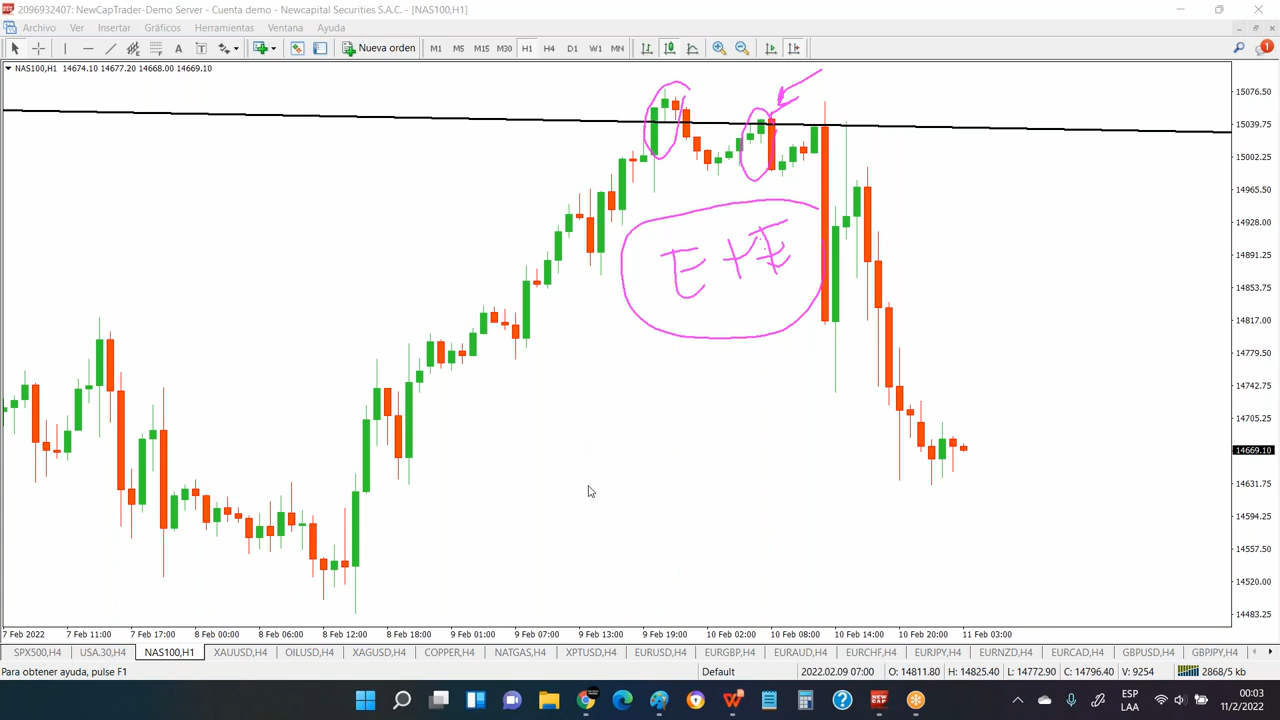 2096932407: NewCapTrader-Demo Server - Cuenta demo - Newcapital Securities S.A.C. - [NAS100,H1]
Archivo Ver Insertar Gráficos Herramientas Ventana Ayuda
Nueva orden M1 M5 M15 M30 H1 H4 D1 W1 MN 1
NAS100,H1 14674.10 14677.20 14668.00 14669.10
15076.50
15039.75
15002.25
14965.50
14928.00
14891.25
14853.75
14817.00
14779.50
14742.75
14705.25
14669.10
14631.75
14594.25
14557.50
14520.00
14483.25
7 Feb 2022 7 Feb 11:00 7 Feb 17:00 8 Feb 00:00 8 Feb 06:00 8 Feb 12:00 8 Feb 18:00 9 Feb 01:00 9 Feb 07:00 9 Feb 13:00 9 Feb 19:00 10 Feb 02:00 10 Feb 08:00 10 Feb 14:00 10 Feb 20:00 11 Feb 03:00
SPX500,H4 USA.30,H4 NAS100,H1 XAUUSD,H4 OILUSD,H4 XAGUSD,H4 COPPER,H4 NATGAS,H4 XPTUSD,H4 EURUSD,H4 EURGBP,H4 EURAUD,H4 EURCHF,H4 EURJPY,H4 EURNZD,H4 EURCAD,H4 GBPUSD,H4 GBPJPY,H4
Para obtener ayuda, pulse F1 Default 2022.02.09 07:00 O: 14811.80 H: 14825.40 L: 14772.90 C: 14796.40 V: 9254 2868/5 kb
ESP
LAA
00:03
11/2/2022